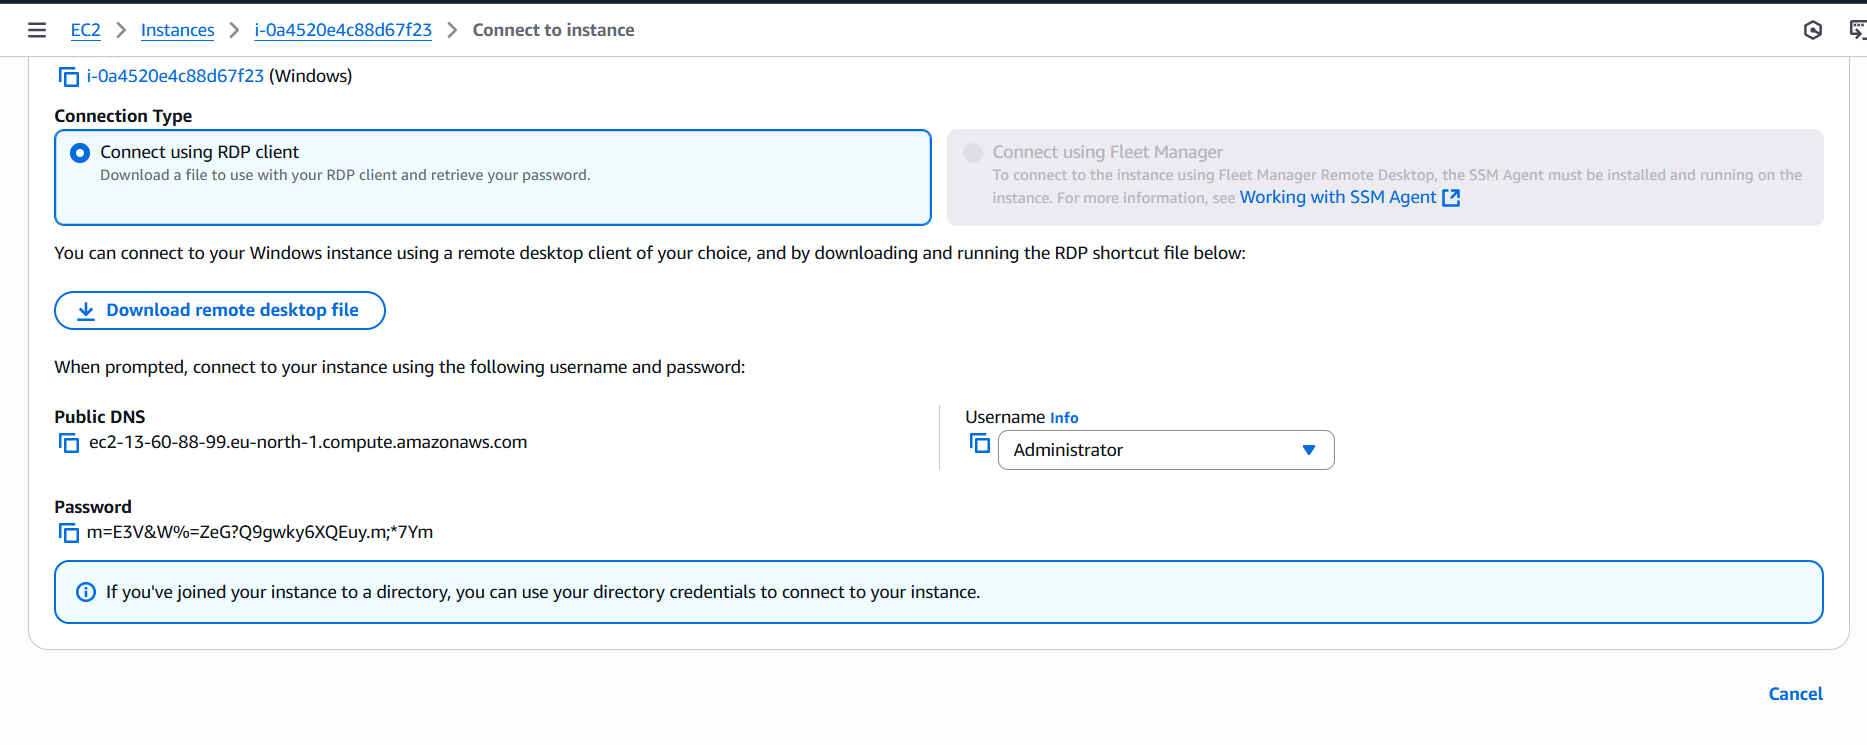 EC2 > Instances > i-0a4520e4c88d67f23 > Connect to instance
i-0a4520e4c88d67f23 (Windows)
Connection Type
Connect using RDP client
Download a file to use with your RDP client and retrieve your password.
Connect using Fleet Manager
To connect to the instance using Fleet Manager Remote Desktop, the SSM Agent must be installed and running on the
instance. For more information, see Working with SSM Agent
You can connect to your Windows instance using a remote desktop client of your choice, and by downloading and running the RDP shortcut file below:
Download remote desktop file
When prompted, connect to your instance using the following username and password:
Public DNS
ec2-13-60-88-99.eu-north-1.compute.amazonaws.com
Username Info
Administrator
Password
m=E3V&W%=ZeG?Q9gwky6XQEuy.m;*7Ym
If you've joined your instance to a directory, you can use your directory credentials to connect to your instance.
Cancel